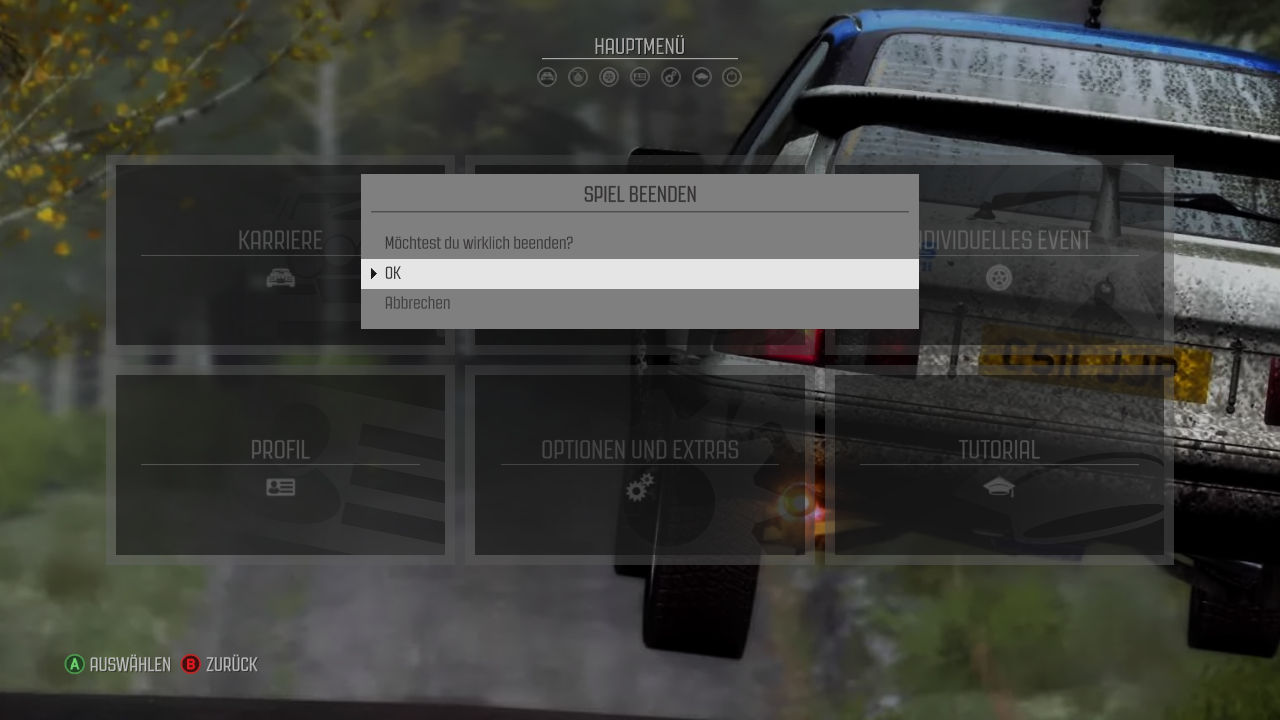 HAUPTMENÜ
SPIEL BEENDEN
Möchtest du wirklich beenden?
OK
Abbrechen
KARRIERE
DIVIDUELLES EVENT
PROFIL
OPTIONEN UND EXTRAS
TUTORIAL
A AUSWÄHLEN B ZURÜCK